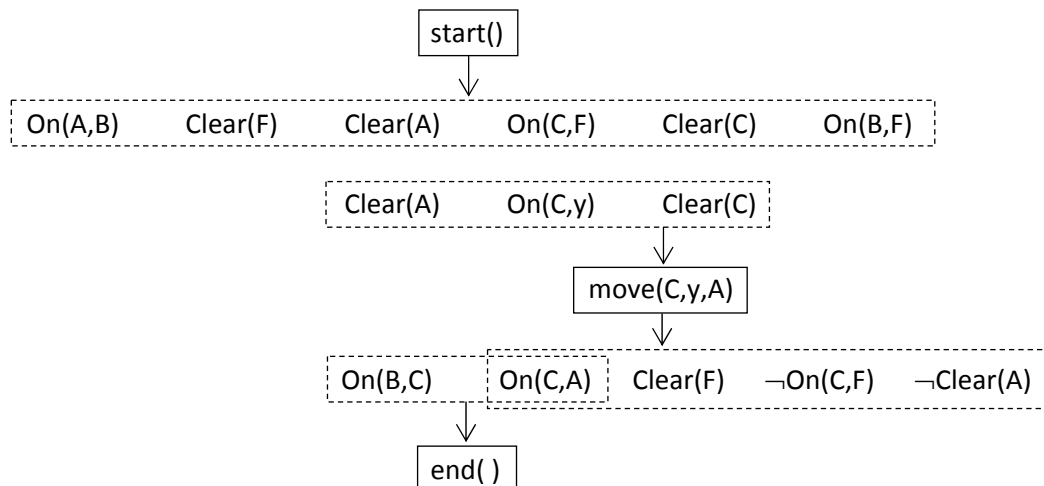 start()
On(A,B) Clear(F) Clear(A) On(C,F) Clear(C) On(B,F)
Clear(A) On(C,y) Clear(C)
move(C,y,A)
On(B,C) On(C,A) Clear(F) ¬On(C,F) ¬Clear(A)
end( )